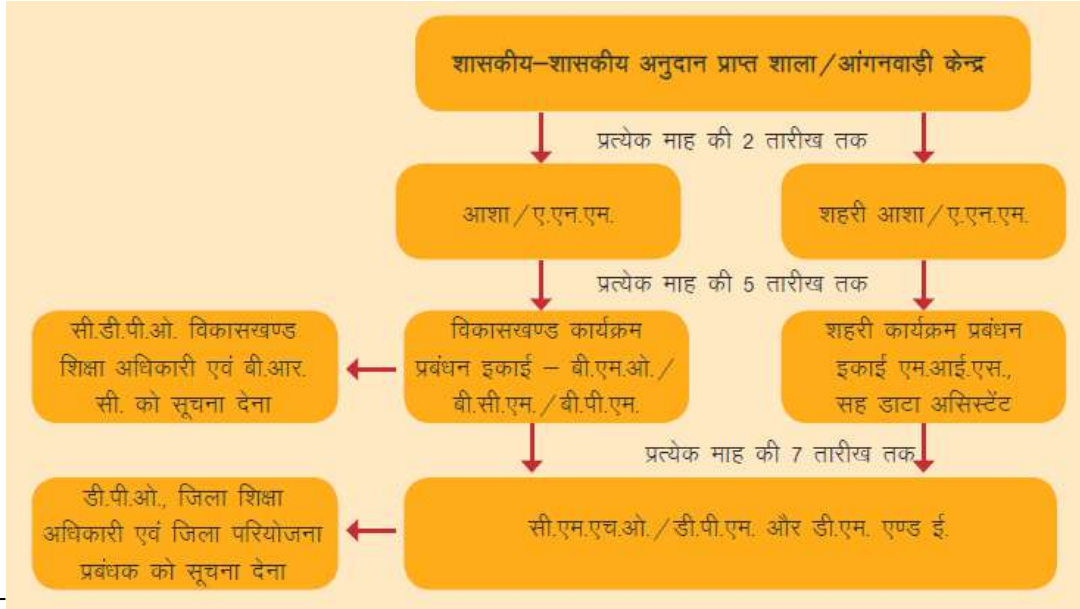 शासकीय–शासकीय अनुदान प्राप्त शाला/आंगनवाड़ी केन्द्र
प्रत्येक माह की 2 तारीख तक
आशा/ए.एन.एम.
शहरी आशा/ए.एन.एम.
प्रत्येक माह की 5 तारीख तक
सी.डी.पी.ओ. विकासखण्ड
शिक्षा अधिकारी एवं बी.आर.
सी. को सूचना देना
विकासखण्ड कार्यक्रम
प्रबंधन इकाई – बी.एम.ओ./
बी.सी.एम./बी.पी.एम.
शहरी कार्यक्रम प्रबंधन
इकाई एम.आई.एस.,
सह डाटा असिस्टेंट
प्रत्येक माह की 7 तारीख तक
डी.पी.ओ., जिला शिक्षा
अधिकारी एवं जिला परियोजना
प्रबंधक को सूचना देना
सी.एम.एच.ओ./डी.पी.एम. और डी.एम. एण्ड ई.